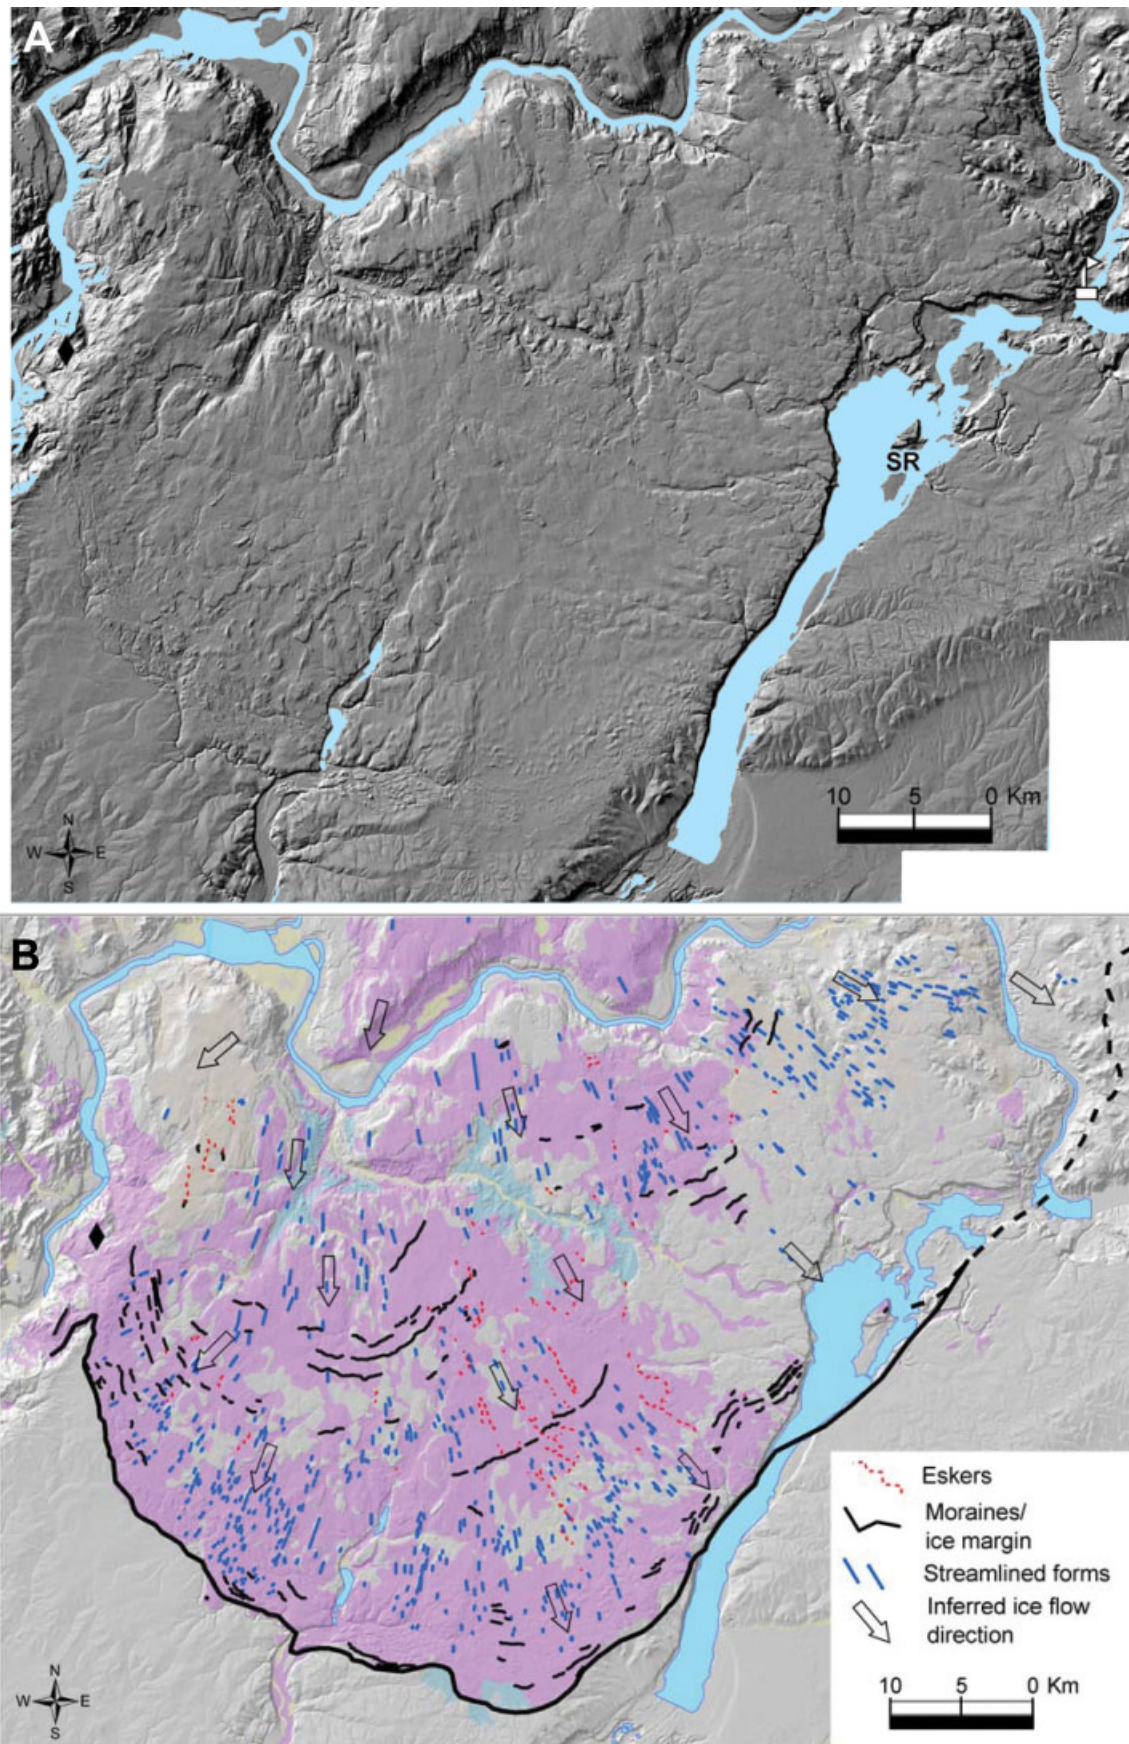 A
SR
10 5 0 Km
N
W E
S
B
Eskers
Moraines/
ice margin
Streamlined forms
Inferred ice flow
direction
10 5 0 Km
N
W E
S